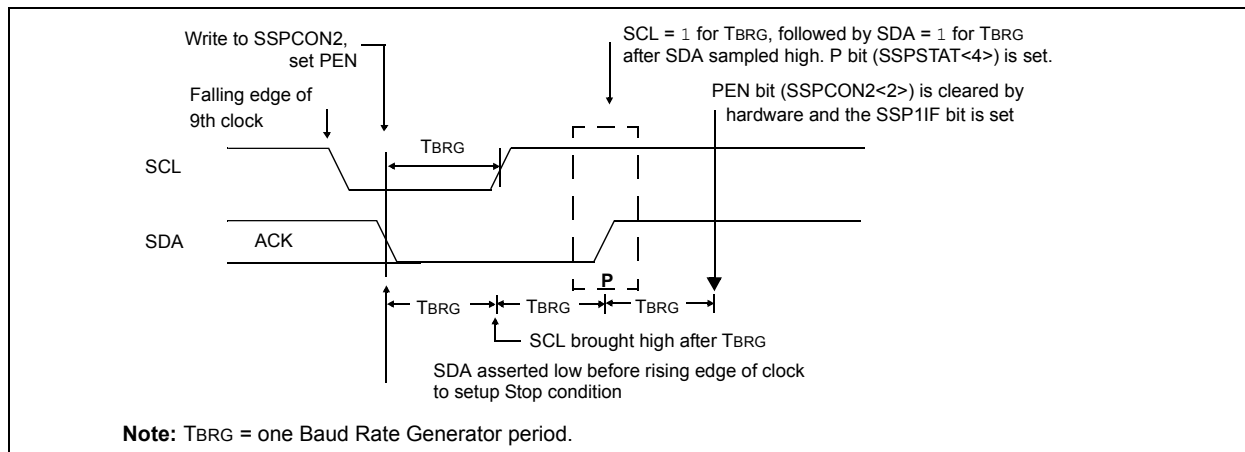 Write to SSPCON2,
set PEN
SCL = 1 for TBRG, followed by SDA = 1 for TBRG
after SDA sampled high. P bit (SSPSTAT<4>) is set.
Falling edge of
9th clock
PEN bit (SSPCON2<2>) is cleared by
hardware and the SSP1IF bit is set
TBRG
SCL
SDA
ACK
P
TBRG
TBRG
TBRG
SCL brought high after TBRG
SDA asserted low before rising edge of clock
to setup Stop condition
Note: TBRG = one Baud Rate Generator period.